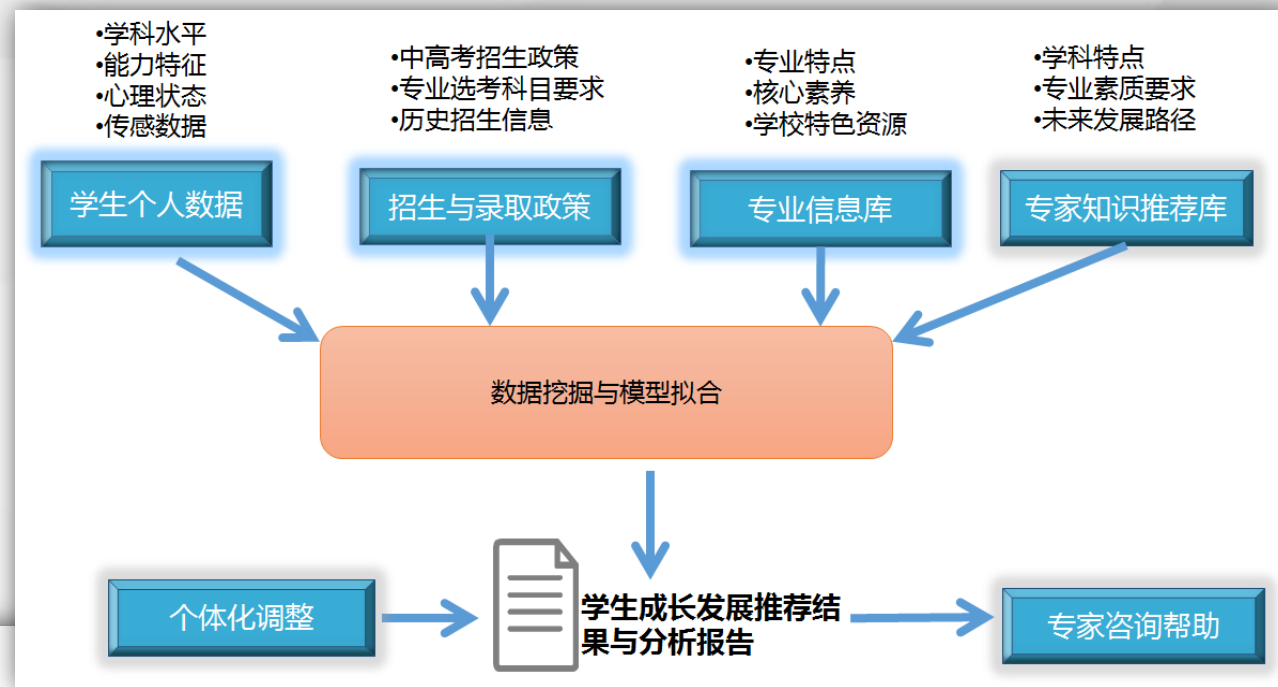 •学科水平
•能力特征
•心理状态
•传感数据
•中高考招生政策
•专业选考科目要求
•历史招生信息
•专业特点
•核心素养
•学校特色资源
•学科特点
•专业素质要求
•未来发展路径
学生个人数据
招生与录取政策
专业信息库
专家知识推荐库
数据挖掘与模型拟合
个体化调整
学生成长发展推荐结
果与分析报告
专家咨询帮助